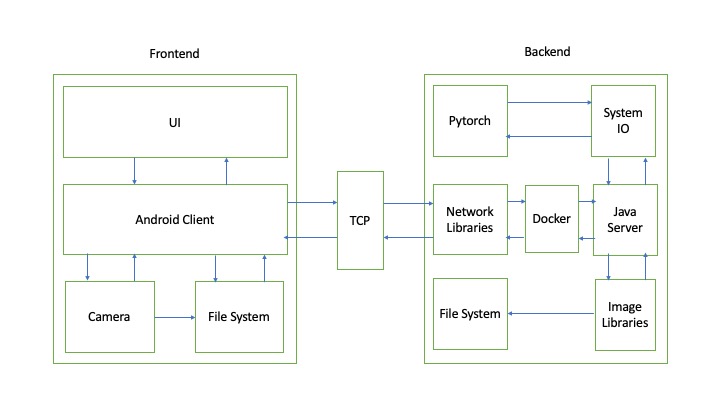 Frontend
Backend
UI
Android Client
Camera
File System
TCP
Pytorch
System
IO
Network
Libraries
Docker
Java
Server
File System
Image
Libraries